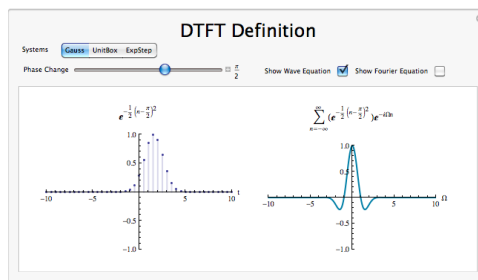 DTFT Definition
Systems Gauss UnitBox ExpStep
Phase Change π/2 Show Wave Equation Show Fourier Equation
e^(-1/2 (n-π/2)^2)
∑_{n=-∞}^{∞} (e^(-1/2 (n-π/2)^2)) e^(-iΩn)
1.0
0.5
-10 -5 5 10 t
-0.5
-1.0
1.0
0.5
-10 -5 5 10 Ω
-0.5
-1.0